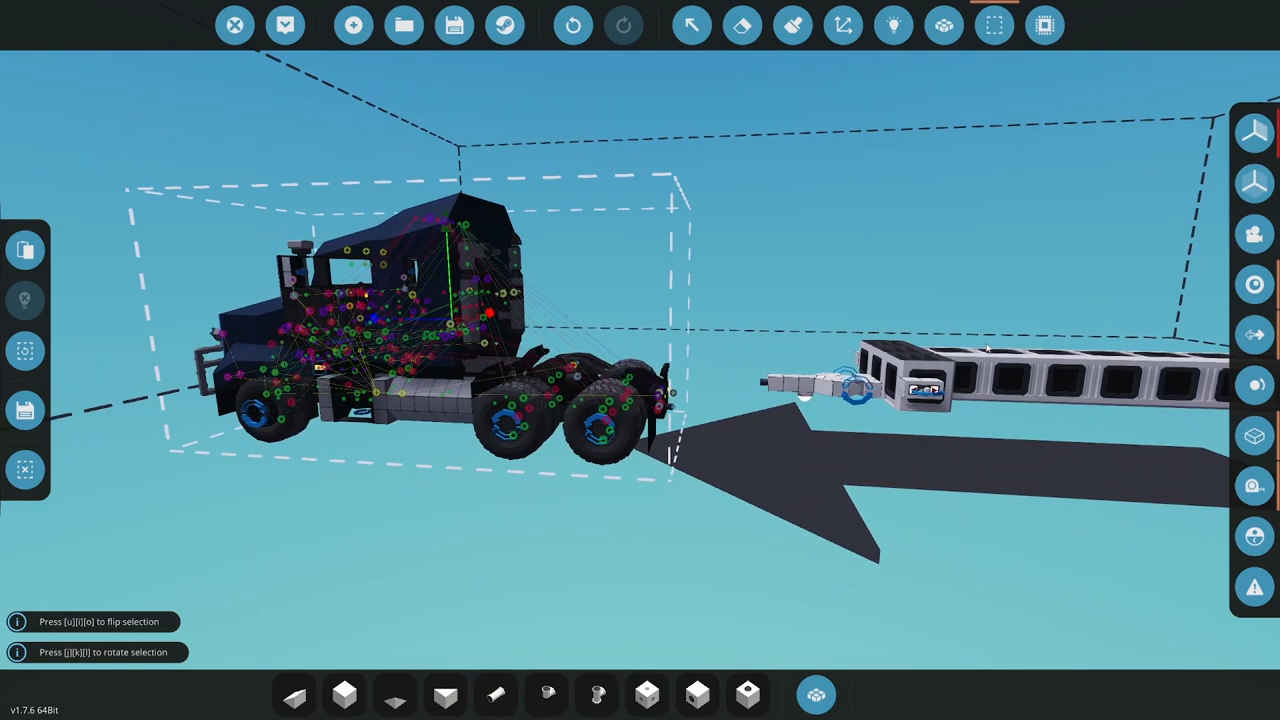 Press [u][i][o] to flip selection
Press [j][k][l] to rotate selection
v1.7.6 64Bit